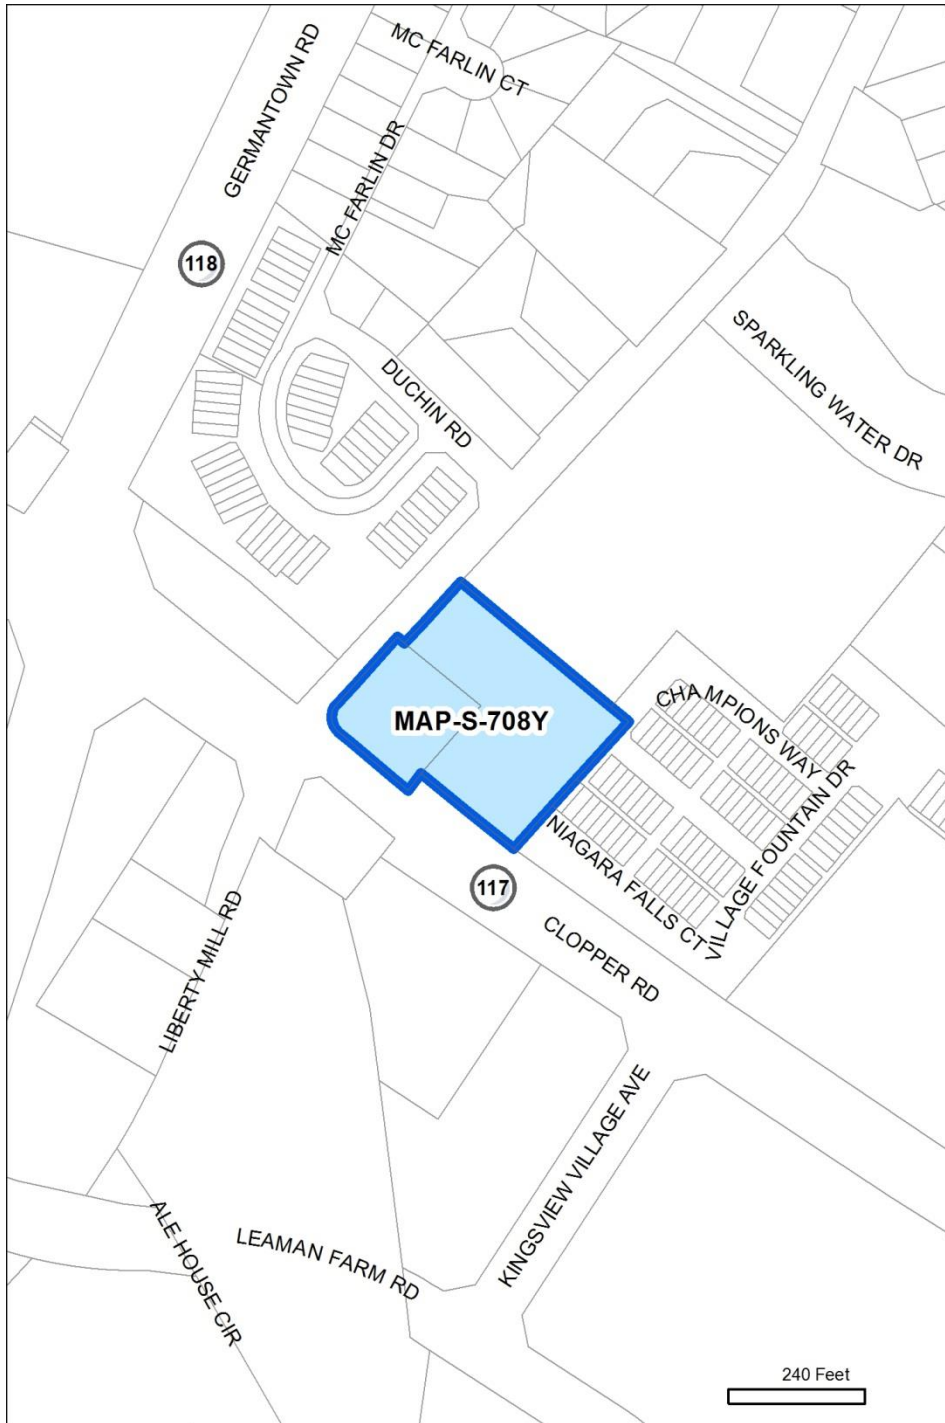 MC FARLIN CT
GERMANTOWN RD
MC FARLIN DR
118
SPARKLING WATER DR
DUCHIN RD
CHAMPIONS WAY
MAP-S-708Y
VILLAGE FOUNTAIN DR
NIAGARA FALLS CT
117
CLOPPER RD
LIBERTY MILL RD
KINGSVIEW VILLAGE AVE
ALE HOUSE CIR
LEAMAN FARM RD
240 Feet